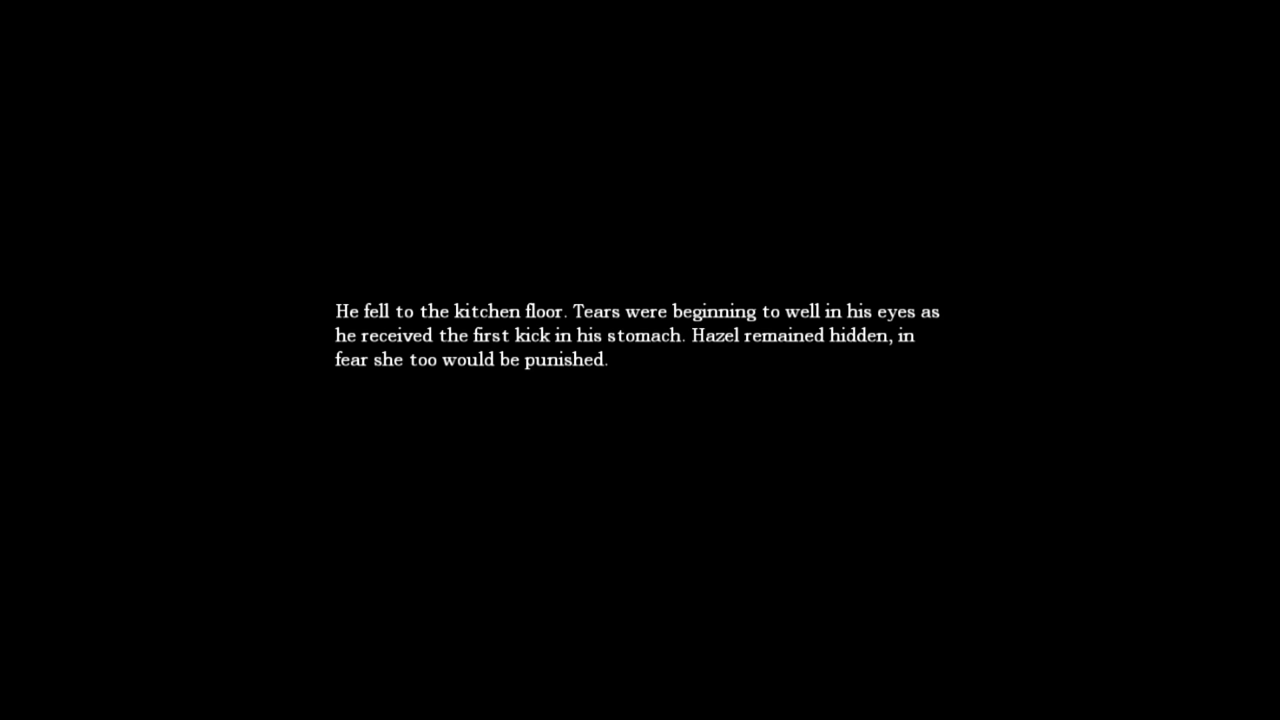 He fell to the kitchen floor. Tears were beginning to well in his eyes as
he received the first kick in his stomach. Hazel remained hidden, in
fear she too would be punished.